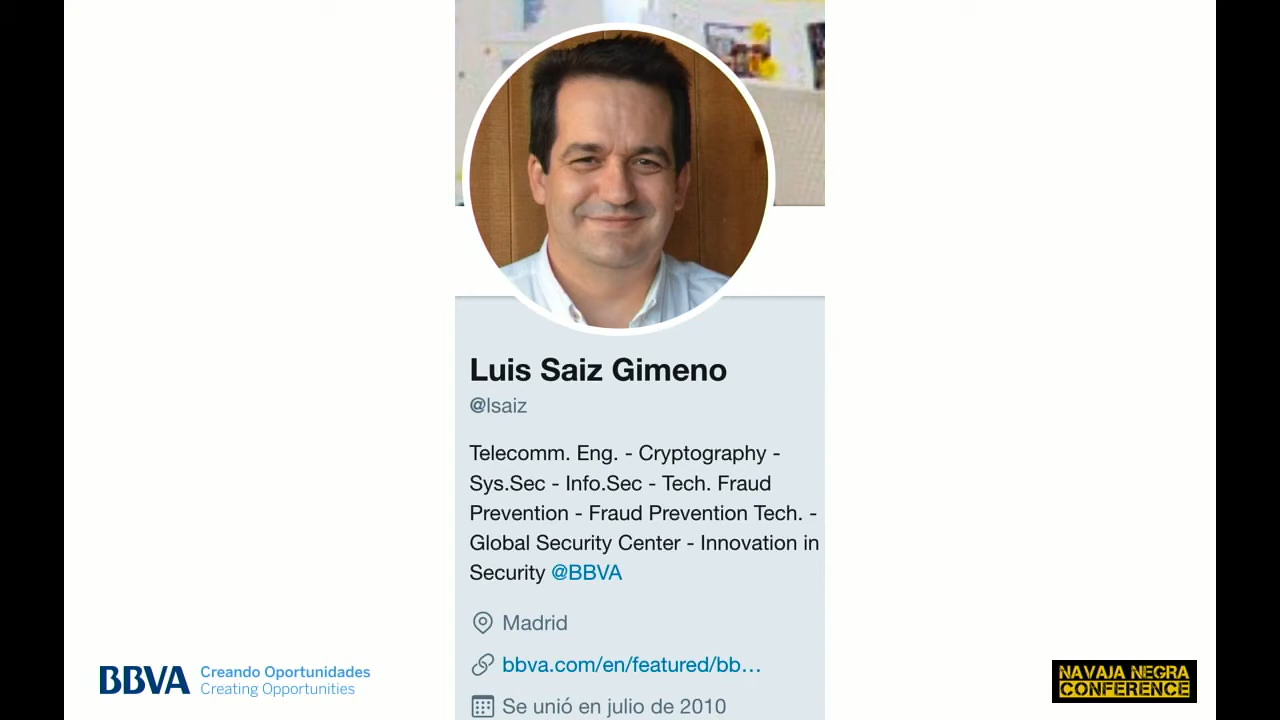 Luis Saiz Gimeno
@lsaiz
Telecomm. Eng. - Cryptography -
Sys.Sec - Info.Sec - Tech. Fraud
Prevention - Fraud Prevention Tech. -
Global Security Center - Innovation in
Security @BBVA
Madrid
bbva.com/en/featured/bb…
Se unió en julio de 2010
BBVA
Creando Oportunidades
Creating Opportunities
NAVAJA NEGRA
CONFERENCE